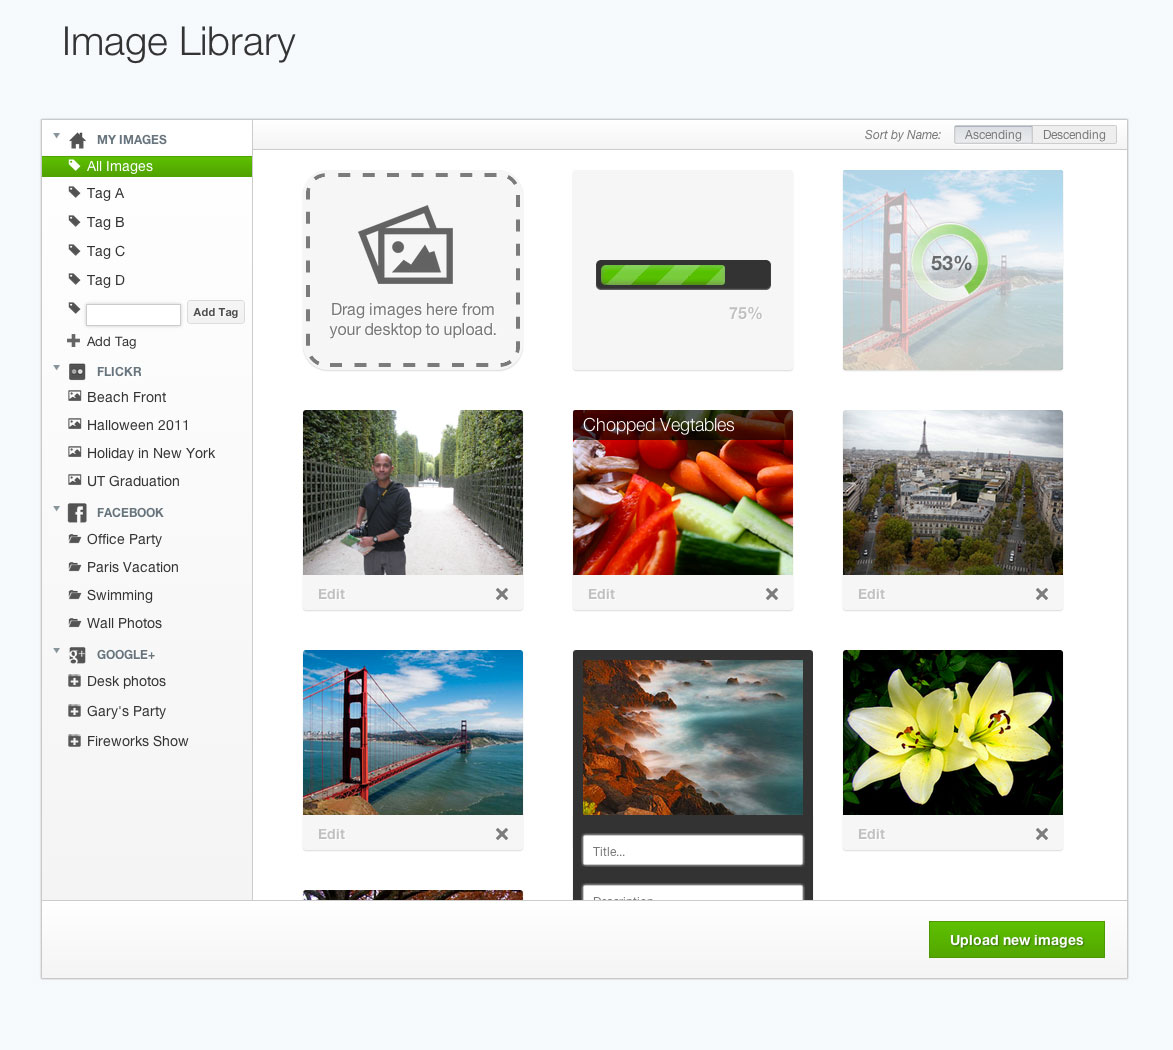 Image Library
MY IMAGES
All Images
Tag A
Tag B
Tag C
Tag D
Add Tag
Add Tag
FLICKR
Beach Front
Halloween 2011
Holiday in New York
UT Graduation
FACEBOOK
Office Party
Paris Vacation
Swimming
Wall Photos
GOOGLE+
Desk photos
Gary's Party
Fireworks Show
Sort by Name: Ascending Descending
Drag images here from
your desktop to upload.
75%
53%
Chopped Vegtables
Edit
Edit
Edit
Edit
Title...
Edit
Description
Upload new images